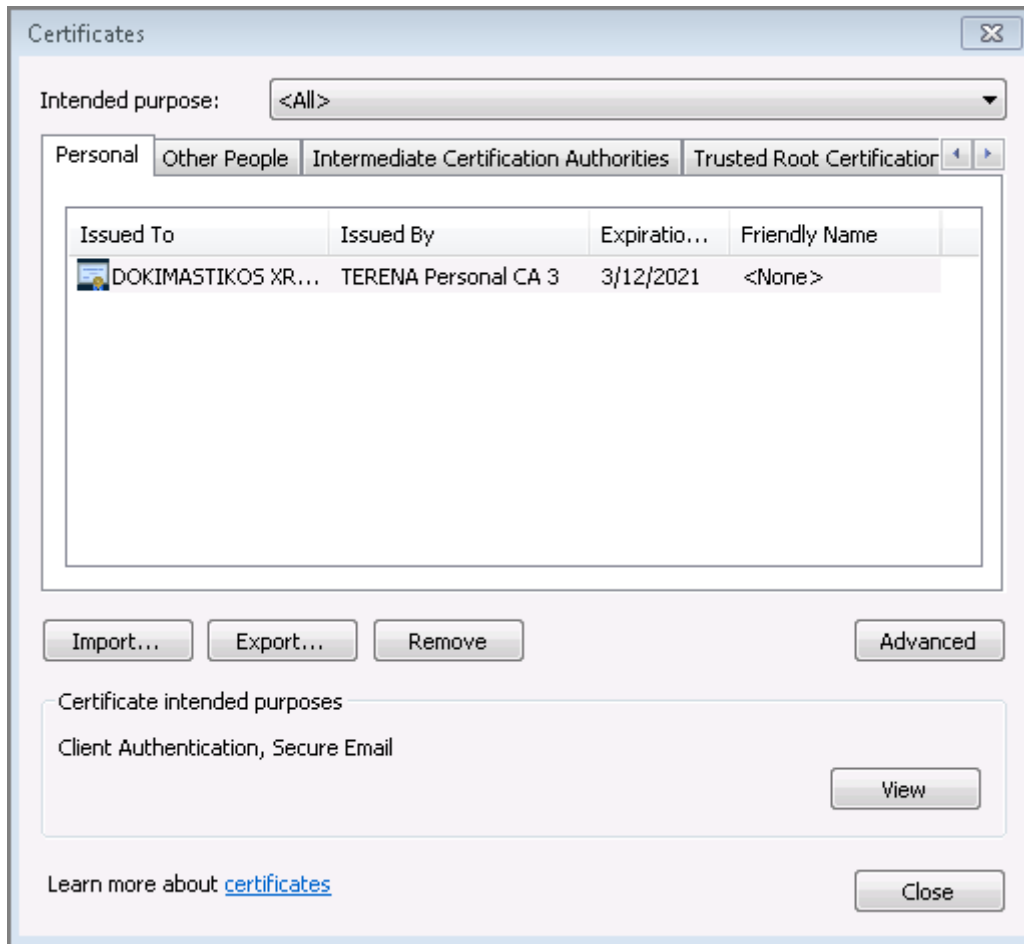 Certificates
Intended purpose: <All>
Personal Other People Intermediate Certification Authorities Trusted Root Certification
Issued To Issued By Expiratio... Friendly Name
DOKIMASTIKOS XR... TERENA Personal CA 3 3/12/2021 <None>
Import... Export... Remove Advanced
Certificate intended purposes
Client Authentication, Secure Email
View
Learn more about certificates
Close